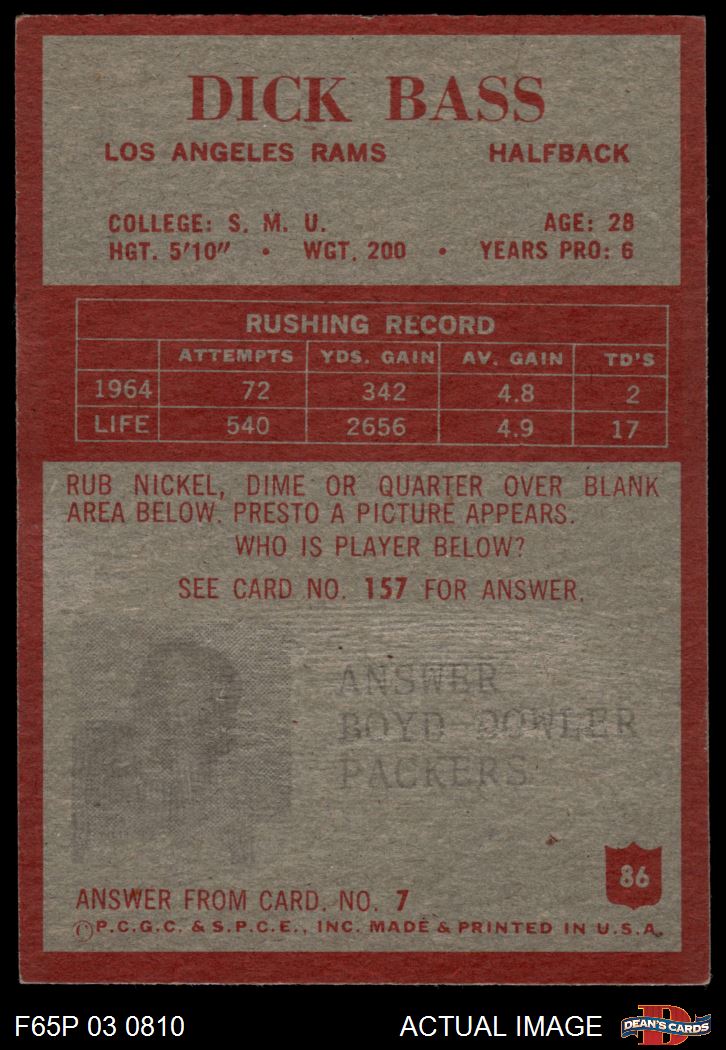 DICK BASS
LOS ANGELES RAMS HALFBACK
COLLEGE: S. M. U. AGE: 28
HGT. 5'10" • WGT. 200 • YEARS PRO: 6
RUSHING RECORD
ATTEMPTS YDS. GAIN AV. GAIN TD'S
1964 72 342 4.8 2
LIFE 540 2656 4.9 17
RUB NICKEL, DIME OR QUARTER OVER BLANK
AREA BELOW. PRESTO A PICTURE APPEARS.
WHO IS PLAYER BELOW?
SEE CARD NO. 157 FOR ANSWER.
ANSWER
BOYD DOWLER
PACKERS
86
ANSWER FROM CARD. NO. 7
©P.C.G.C. & S.P.C.E., INC. MADE & PRINTED IN U.S.A.
F65P 03 0810 ACTUAL IMAGE
D
DEAN'S CARDS